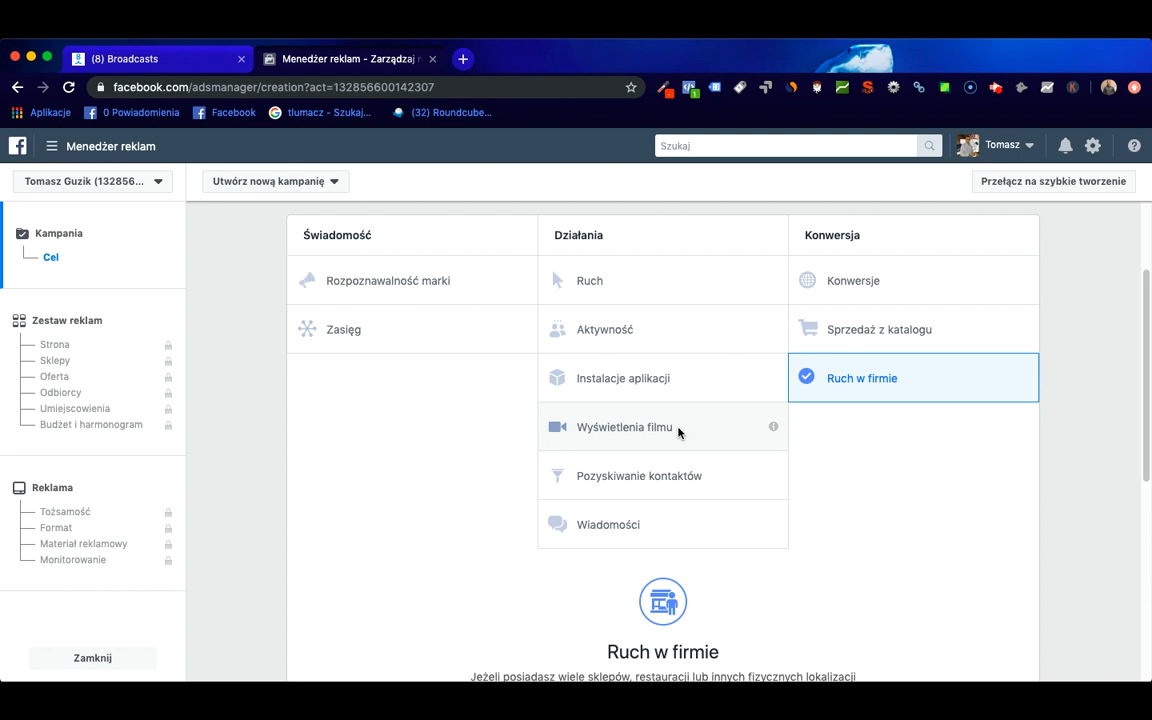 (8) Broadcasts
Menedżer reklam - Zarządzaj
facebook.com/adsmanager/creation?act=132856600142307
Aplikacje
0 Powiadomienia
Facebook
tlumacz - Szukaj...
(32) Roundcube...
Menedżer reklam
Szukaj
Tomasz
Tomasz Guzik (132856...
Utwórz nową kampanię
Przełącz na szybkie tworzenie
Kampania
Cel
Zestaw reklam
Strona
Sklepy
Oferta
Odbiorcy
Umiejscowienia
Budżet i harmonogram
Reklama
Tożsamość
Format
Materiał reklamowy
Monitorowanie
Zamknij
Świadomość
Działania
Konwersja
Rozpoznawalność marki
Ruch
Konwersje
Zasięg
Aktywność
Sprzedaż z katalogu
Instalacje aplikacji
Ruch w firmie
Wyświetlenia filmu
Pozyskiwanie kontaktów
Wiadomości
Ruch w firmie
Jeżeli posiadasz wiele sklepów, restauracji lub innych fizycznych lokalizacji